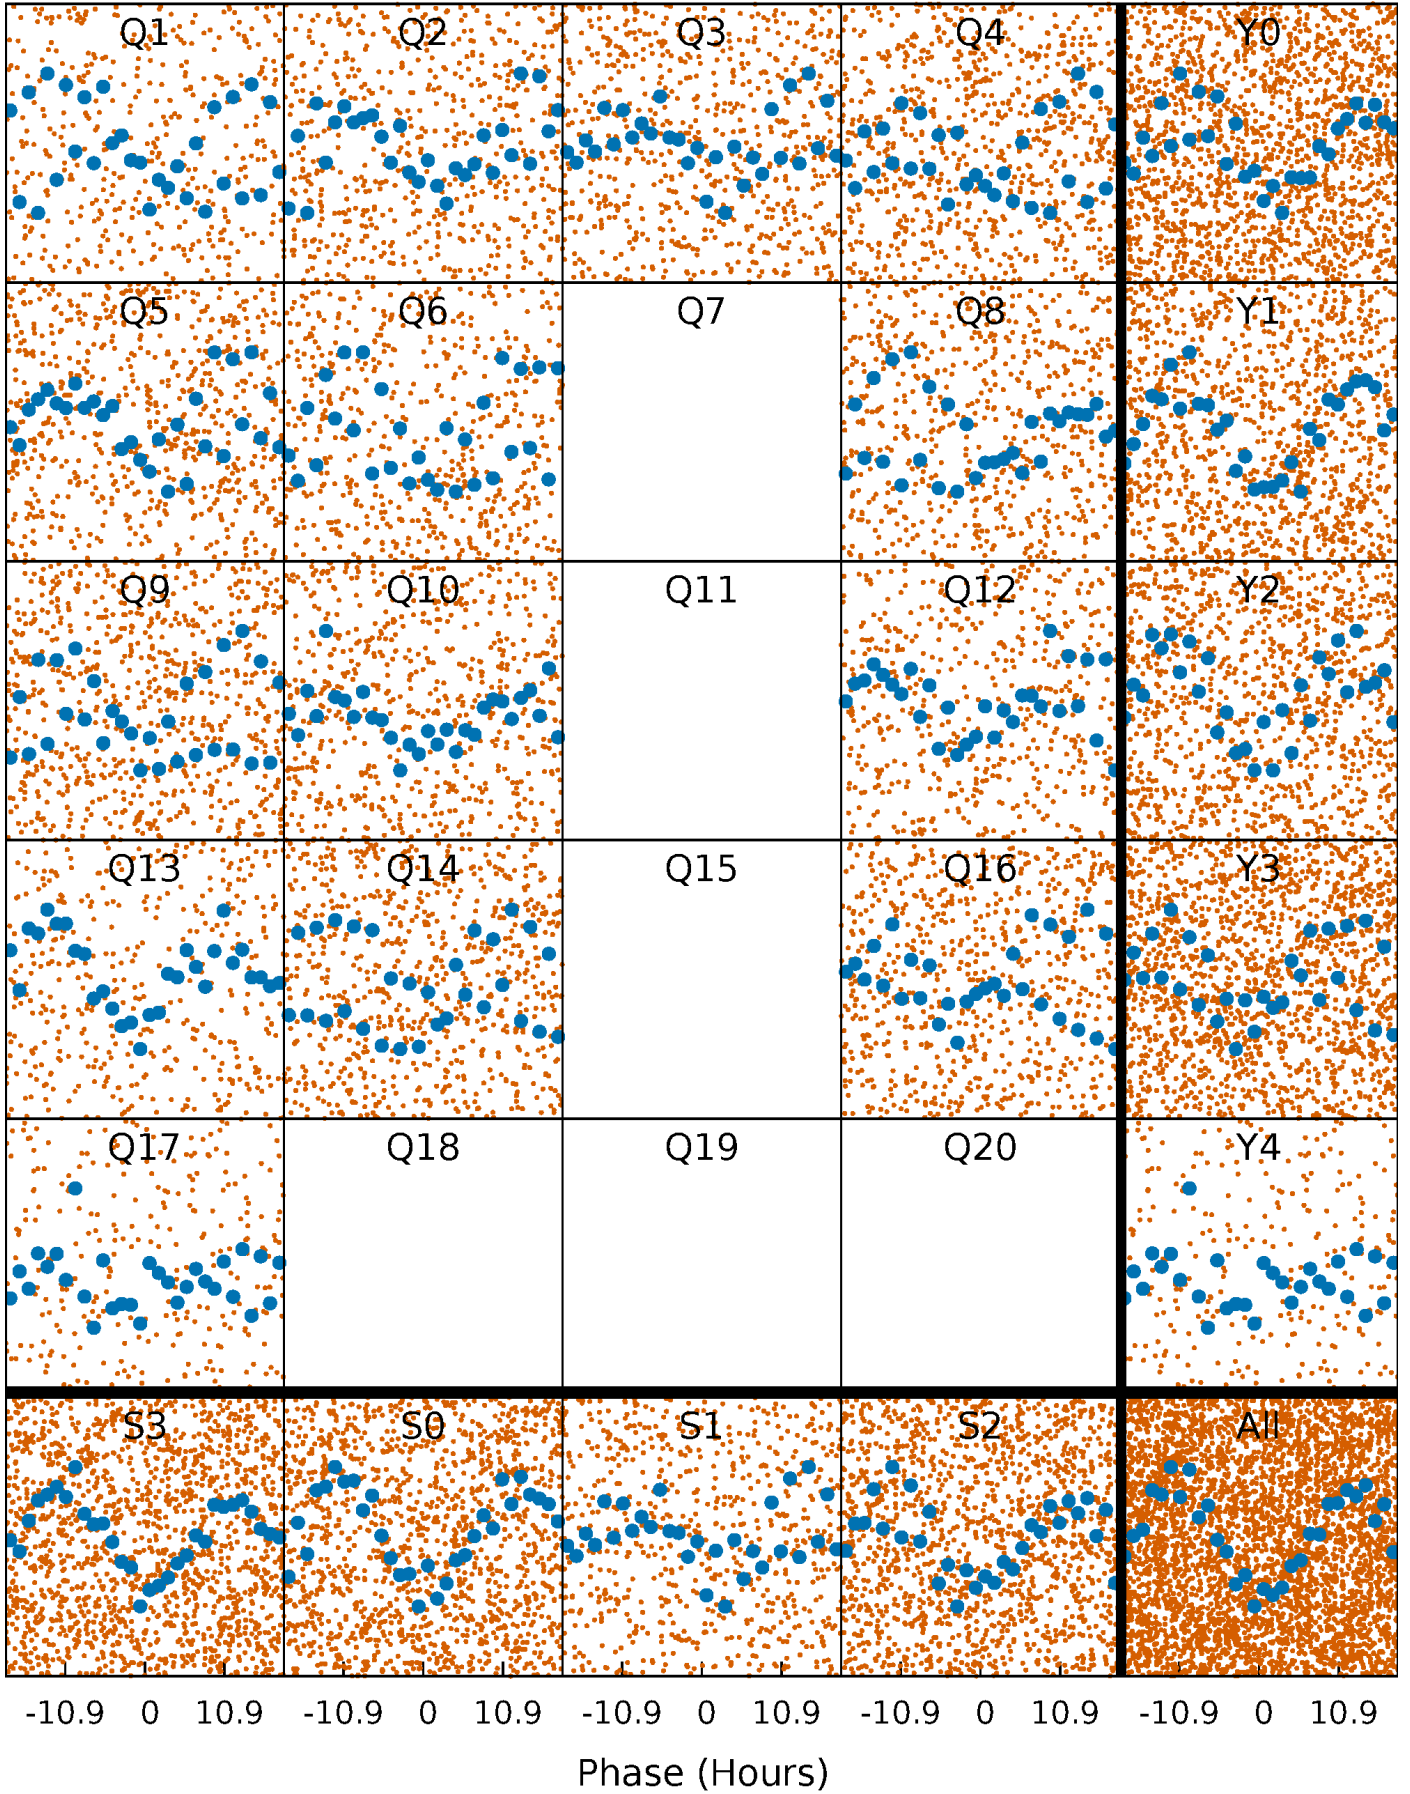 Q1 Q2 Q3 Q4 Y0
Q5 Q6 Q7 Q8 Y1
Q9 Q10 Q11 Q12 Y2
Q13 Q14 Q15 Q16 Y3
Q17 Q18 Q19 Q20 Y4
S3 S0 S1 S2 All
-10.9 0 10.9 -10.9 0 10.9 -10.9 0 10.9 -10.9 0 10.9 -10.9 0 10.9
Phase (Hours)